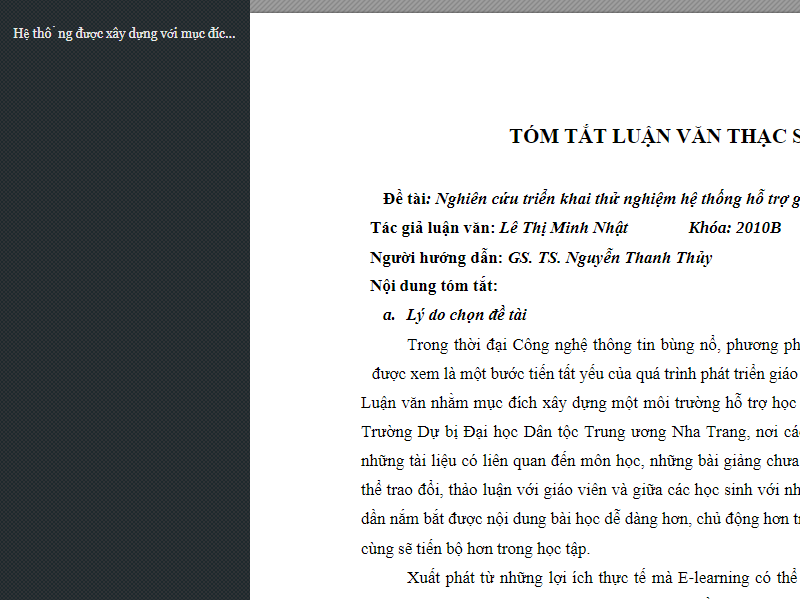 Hệ thống được xây dựng với mục đíc...
TÓM TẮT LUẬN VĂN THẠC S
Đề tài: Nghiên cứu triển khai thử nghiệm hệ thống hỗ trợ g
Tác giả luận văn: Lê Thị Minh Nhật Khóa: 2010B
Người hướng dẫn: GS. TS. Nguyễn Thanh Thủy
Nội dung tóm tắt:
a. Lý do chọn đề tài
Trong thời đại Công nghệ thông tin bùng nổ, phương ph
được xem là một bước tiến tất yếu của quá trình phát triển giáo
Luận văn nhằm mục đích xây dựng một môi trường hỗ trợ học
Trường Dự bị Đại học Dân tộc Trung ương Nha Trang, nơi các
những tài liệu có liên quan đến môn học, những bài giảng chưa
thể trao đổi, thảo luận với giáo viên và giữa các học sinh với nh
dần nắm bắt được nội dung bài học dễ dàng hơn, chủ động hơn tr
cùng sẽ tiến bộ hơn trong học tập.
Xuất phát từ những lợi ích thực tế mà E-learning có thể